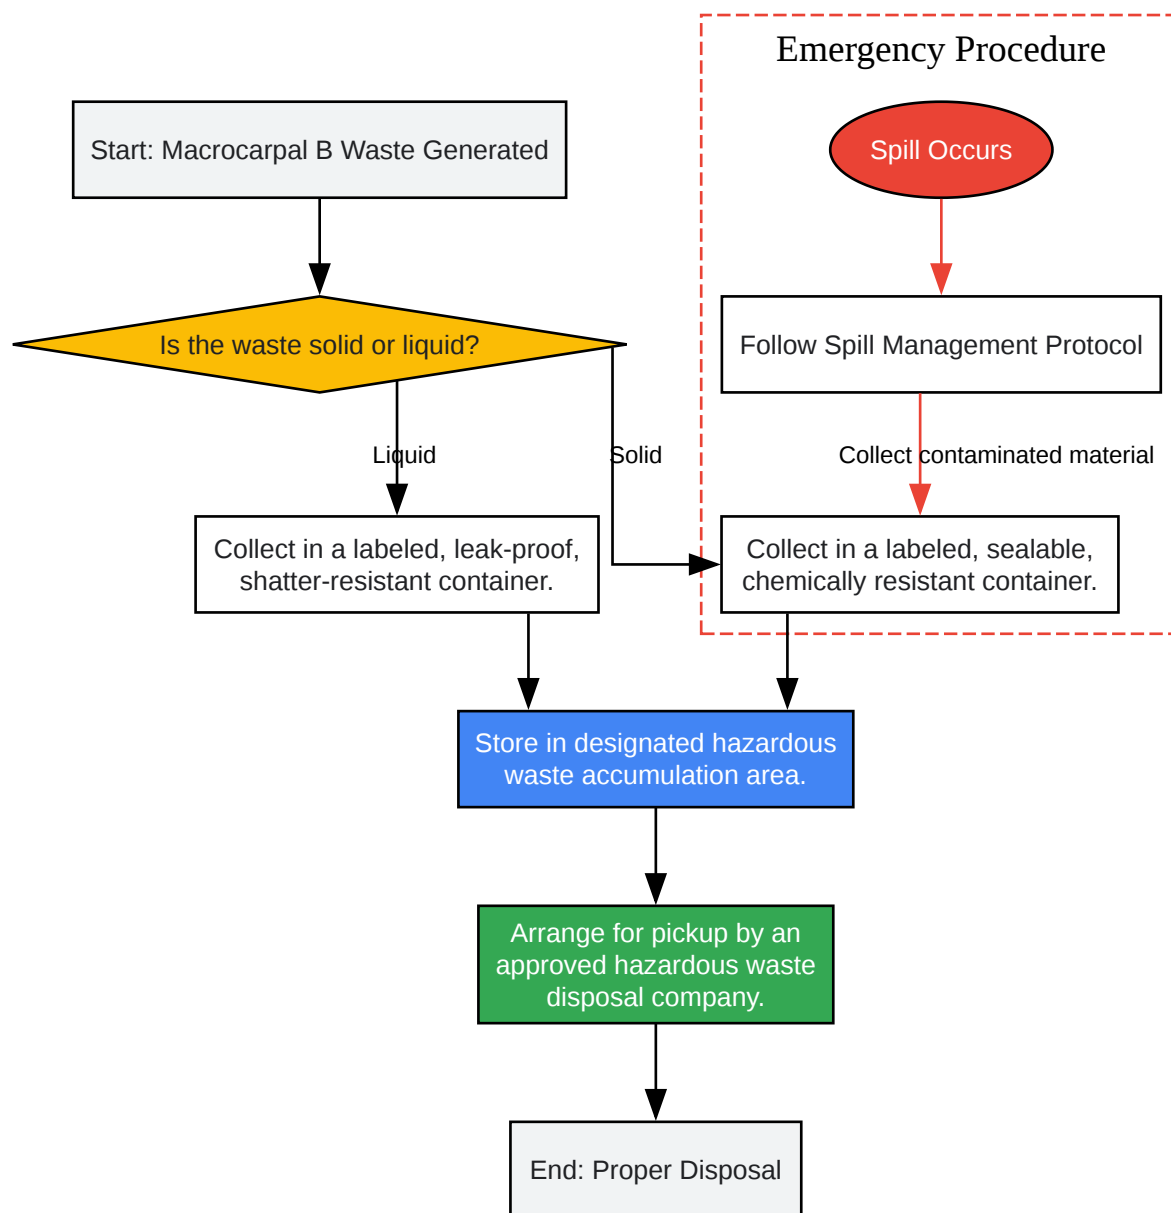 Emergency Procedure
Start: Macrocarpal B Waste Generated
Spill Occurs
Is the waste solid or liquid?
Follow Spill Management Protocol
Liquid
Solid
Collect contaminated material
Collect in a labeled, leak-proof,
shatter-resistant container.
Collect in a labeled, sealable,
chemically resistant container.
Store in designated hazardous
waste accumulation area.
Arrange for pickup by an
approved hazardous waste
disposal company.
End: Proper Disposal